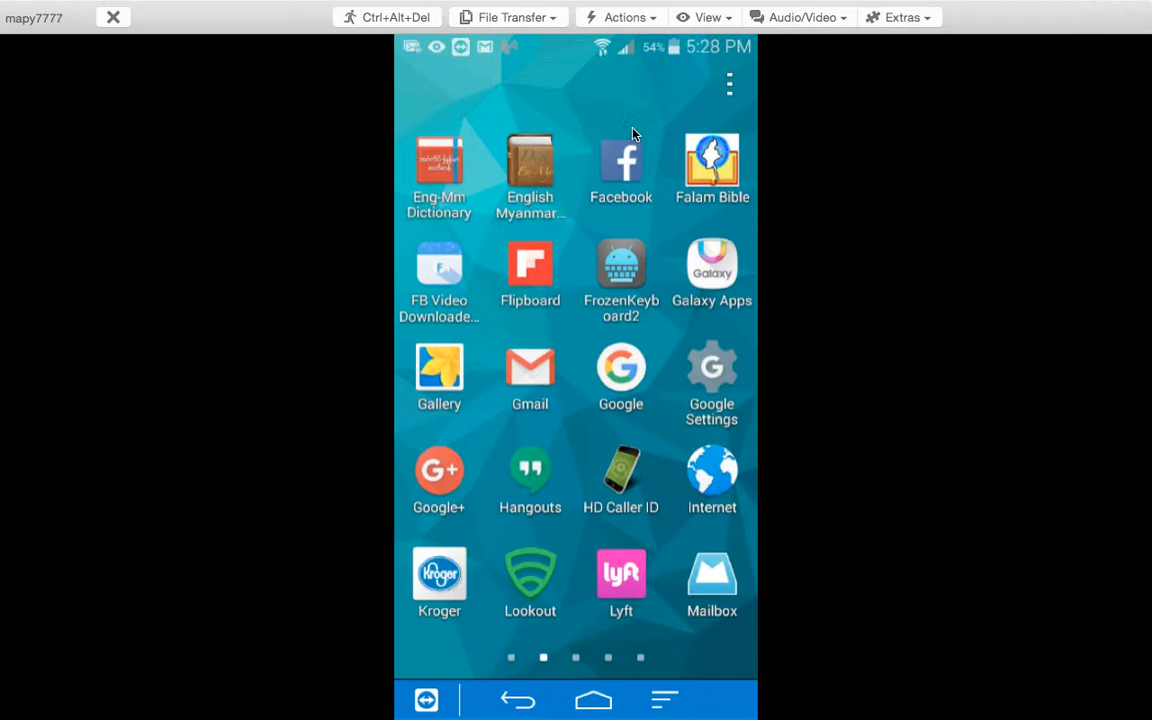 mapy7777
Ctrl+Alt+Del
File Transfer
Actions
View
Audio/Video
Extras
54%
5:28 PM
Eng-Mm
Dictionary
English
Myanmar...
Facebook
Falam Bible
FB Video
Downloade...
Flipboard
FrozenKeyb
oard2
Galaxy
Galaxy Apps
Gallery
Gmail
Google
Google
Settings
G+
Google+
Hangouts
HD Caller ID
Internet
Kroger
Kroger
Lookout
lyft
Lyft
Mailbox